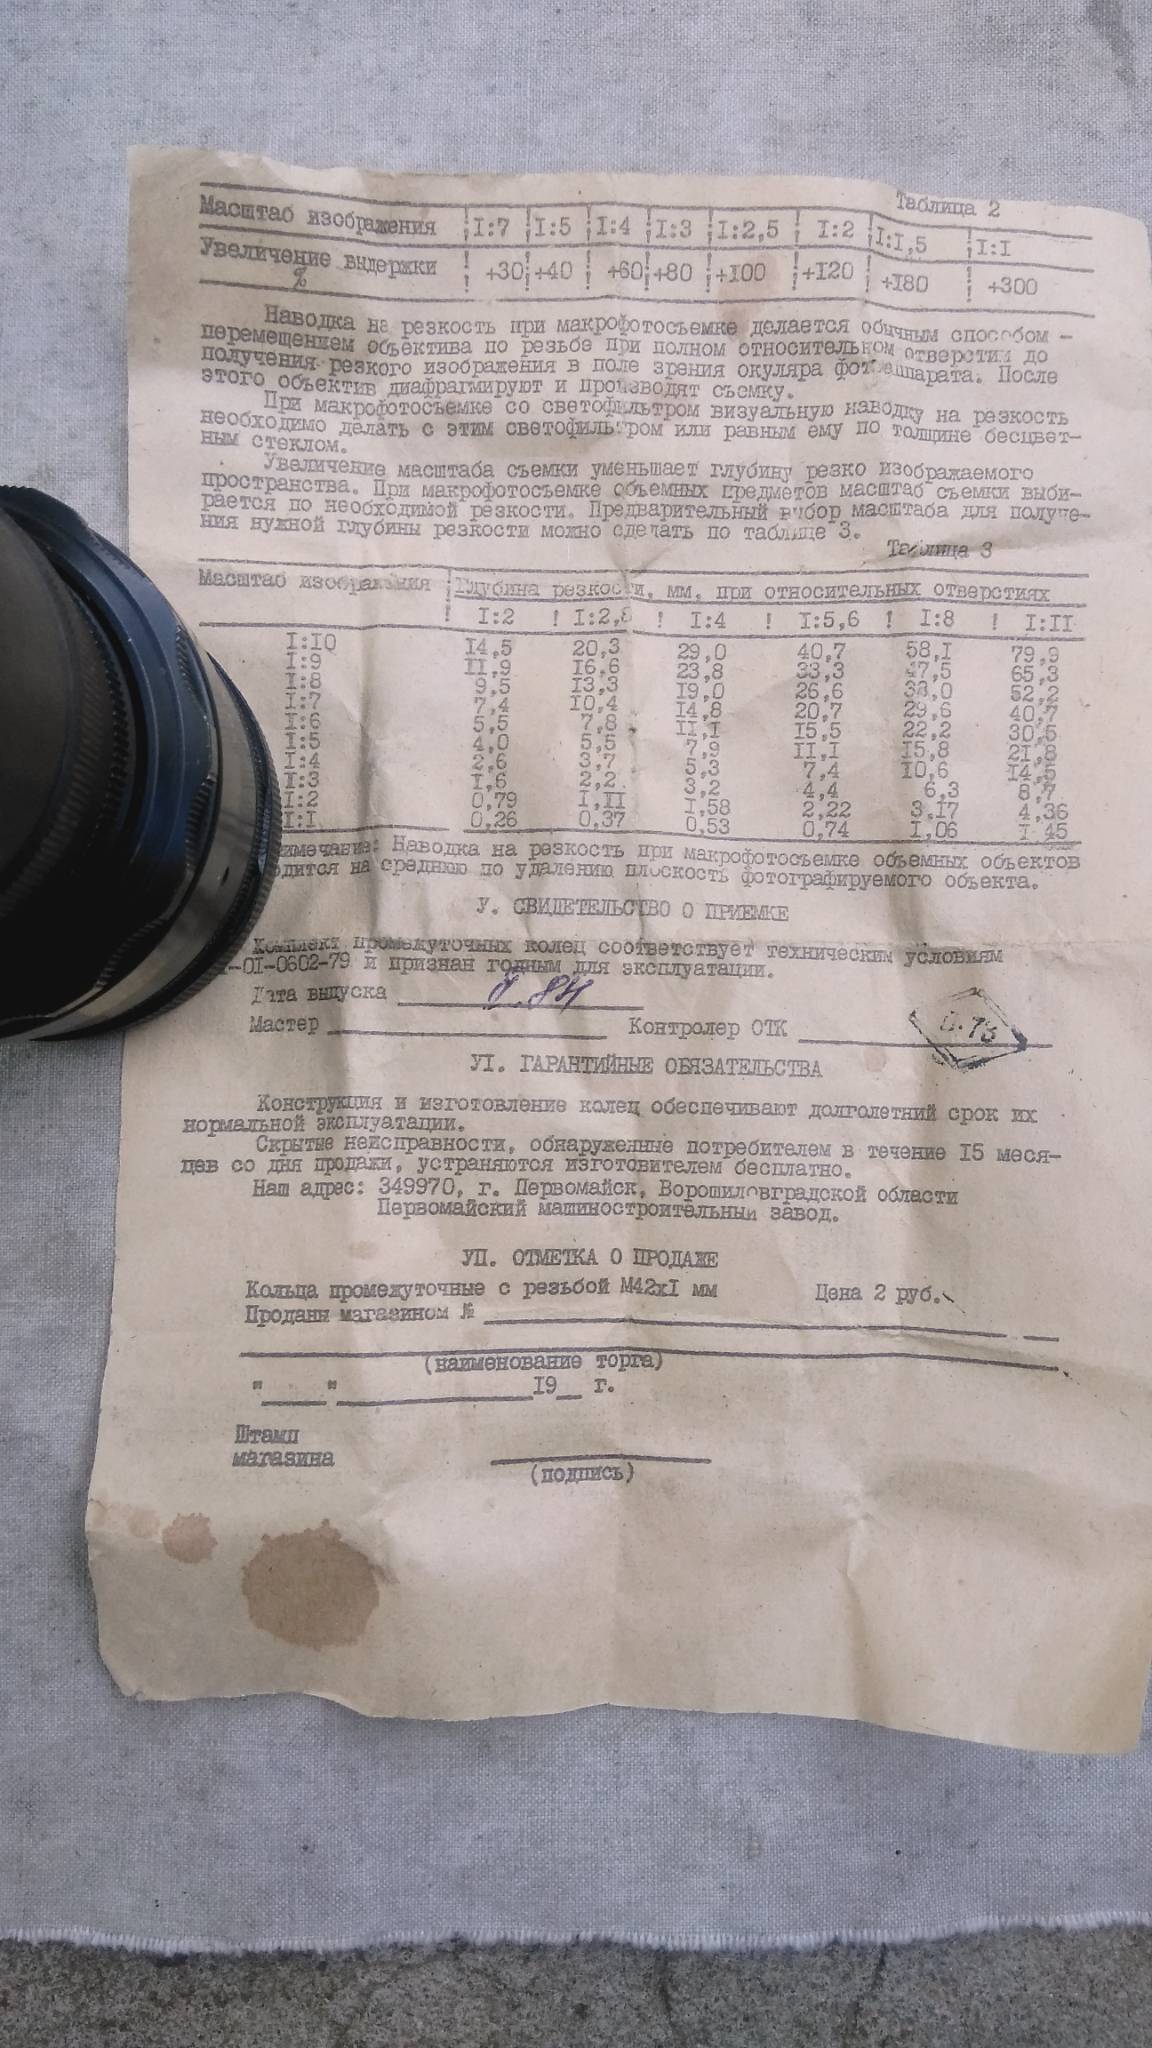 Таблица 2
Масштаб изображения ! I:7 ! I:5 ! I:4 ! I:3 ! I:2,5 ! I:2 ! I:I,5 ! I:I
Увеличение выдержки % ! +30 ! +40 ! +60 ! +80 ! +I00 ! +I20 ! +I80 ! +300
Наводка на резкость при макрофотосъемке делается обычным способом -
перемещением объектива по резьбе при полном относительном отверстии до
получения резкого изображения в поле зрения окуляра фотоаппарата. После
этого объектив диафрагмируют и производят съемку.
При макрофотосъемке со светофильтром визуальную наводку на резкость
необходимо делать с этим светофильтром или равным ему по толщине бесцвет-
ным стеклом.
Увеличение масштаба съемки уменьшает глубину резко изображаемого
пространства. При макрофотосъемке объемных предметов масштаб съемки выби-
рается по необходимой резкости. Предварительный выбор масштаба для получе-
ния нужной глубины резкости можно сделать по таблице 3.
Таблица 3
Масштаб изображения ! Глубина резкости, мм, при относительных отверстиях
! I:2 ! I:2,8 ! I:4 ! I:5,6 ! I:8 ! I:II
I:I0 I4,5 20,3 29,0 40,7 58,I 79,9
I:9 II,9 I6,6 23,8 33,3 47,5 65,3
I:8 9,5 I3,3 I9,0 26,6 38,0 52,2
I:7 7,4 I0,4 I4,8 20,7 29,6 40,7
I:6 5,5 7,8 II,I I5,5 22,2 30,5
I:5 4,0 5,5 7,9 II,I I5,8 2I,8
I:4 2,6 3,7 5,3 7,4 I0,6 I4,5
I:3 I,6 2,2 3,2 4,4 6,3 8,7
I:2 0,79 I,II I,58 2,22 3,I7 4,36
I:I 0,26 0,37 0,53 0,74 I,06 I 45
имечание: Наводка на резкость при макрофотосъемке объемных объектов
одится на среднюю по удалению плоскость фотографируемого объекта.
У. СВИДЕТЕЛЬСТВО О ПРИЕМКЕ
Комплект промежуточных колец соответствует техническим условиям
-0I-0602-79 и признан годным для эксплуатации.
Дата выпуска
Мастер Контролер ОТК
УI. ГАРАНТИЙНЫЕ ОБЯЗАТЕЛЬСТВА
Конструкция и изготовление колец обеспечивают долголетний срок их
нормальной эксплуатации.
Скрытые неисправности, обнаруженные потребителем в течение I5 меся-
цев со дня продажи, устраняются изготовителем бесплатно.
Наш адрес: 349970, г. Первомайск, Ворошиловградской области
Первомайский машиностроительный завод.
УП. ОТМЕТКА О ПРОДАЖЕ
Кольца промежуточные с резьбой М42хI мм Цена 2 руб.
Проданы магазином №
(наименование торга)
" " I9 г.
Штамп
магазина
(подпись)